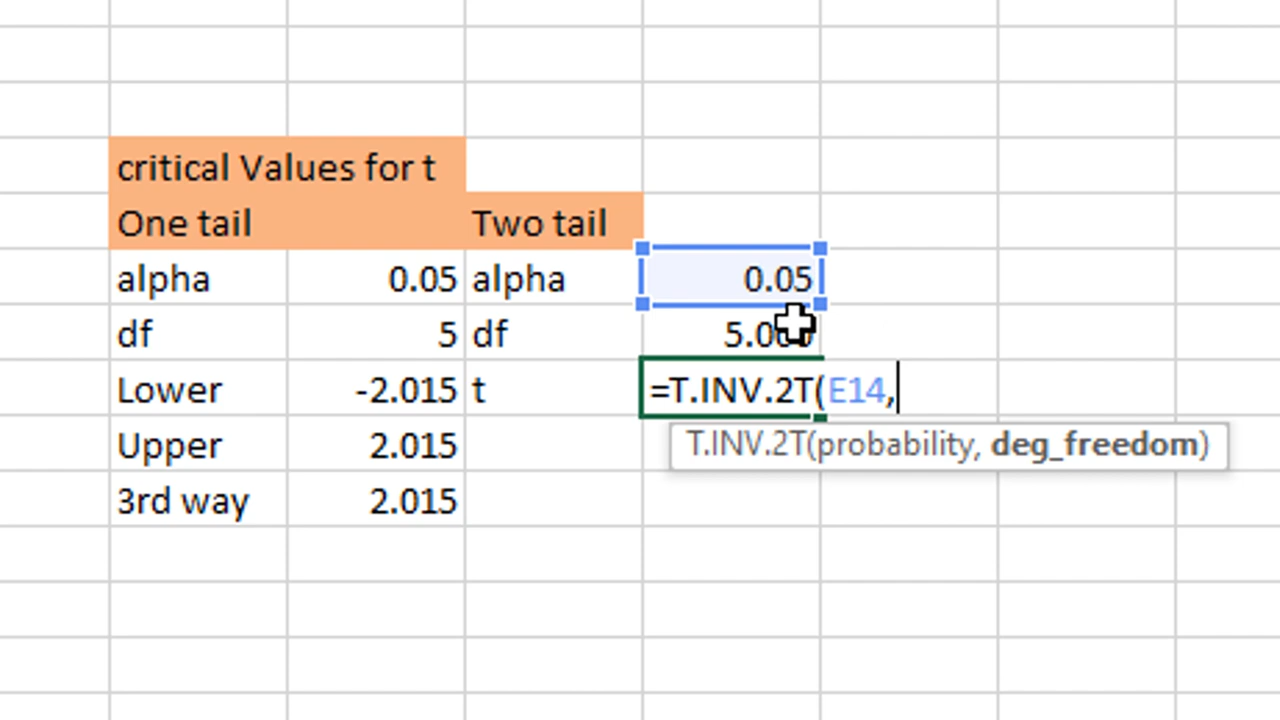 critical Values for t
One tail Two tail
alpha 0.05 alpha 0.05
df 5 df
Lower -2.015 t =T.INV.2T(E14,
T.INV.2T(probability, deg_freedom)
Upper 2.015
3rd way 2.015